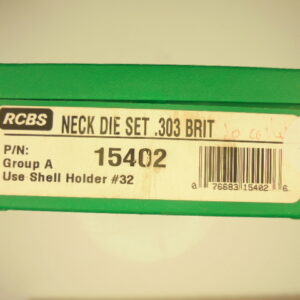 RCBS NECK DIE SET .303 BRIT
P/N: 15402
Group A
Use Shell Holder #32
0 76683 15402 6